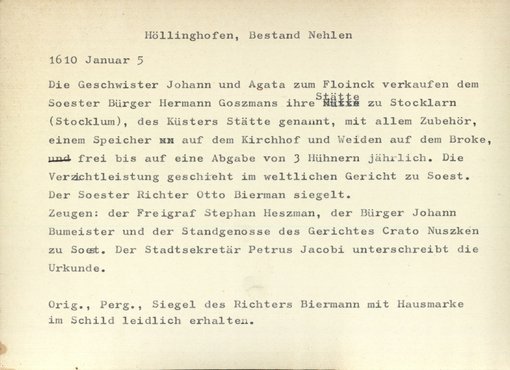 Höllinghofen, Bestand Nehlen
1610 Januar 5
Die Geschwister Johann und Agata zum Floinck verkaufen dem
Soester Bürger Hermann Goszmans ihre Stätte zu Stocklarn
(Stocklum), des Küsters Stätte genannt, mit allem Zubehör,
einem Speicher auf dem Kirchhof und Weiden auf dem Broke,
und frei bis auf eine Abgabe von 3 Hühnern jährlich. Die
Verzichtleistung geschieht im weltlichen Gericht zu Soest.
Der Soester Richter Otto Bierman siegelt.
Zeugen: der Freigraf Stephan Heszman, der Bürger Johann
Bumeister und der Standgenosse des Gerichtes Crato Nuszken
zu Soest. Der Stadtsekretär Petrus Jacobi unterschreibt die
Urkunde.
Orig., Perg., Siegel des Richters Biermann mit Hausmarke
im Schild leidlich erhalten.